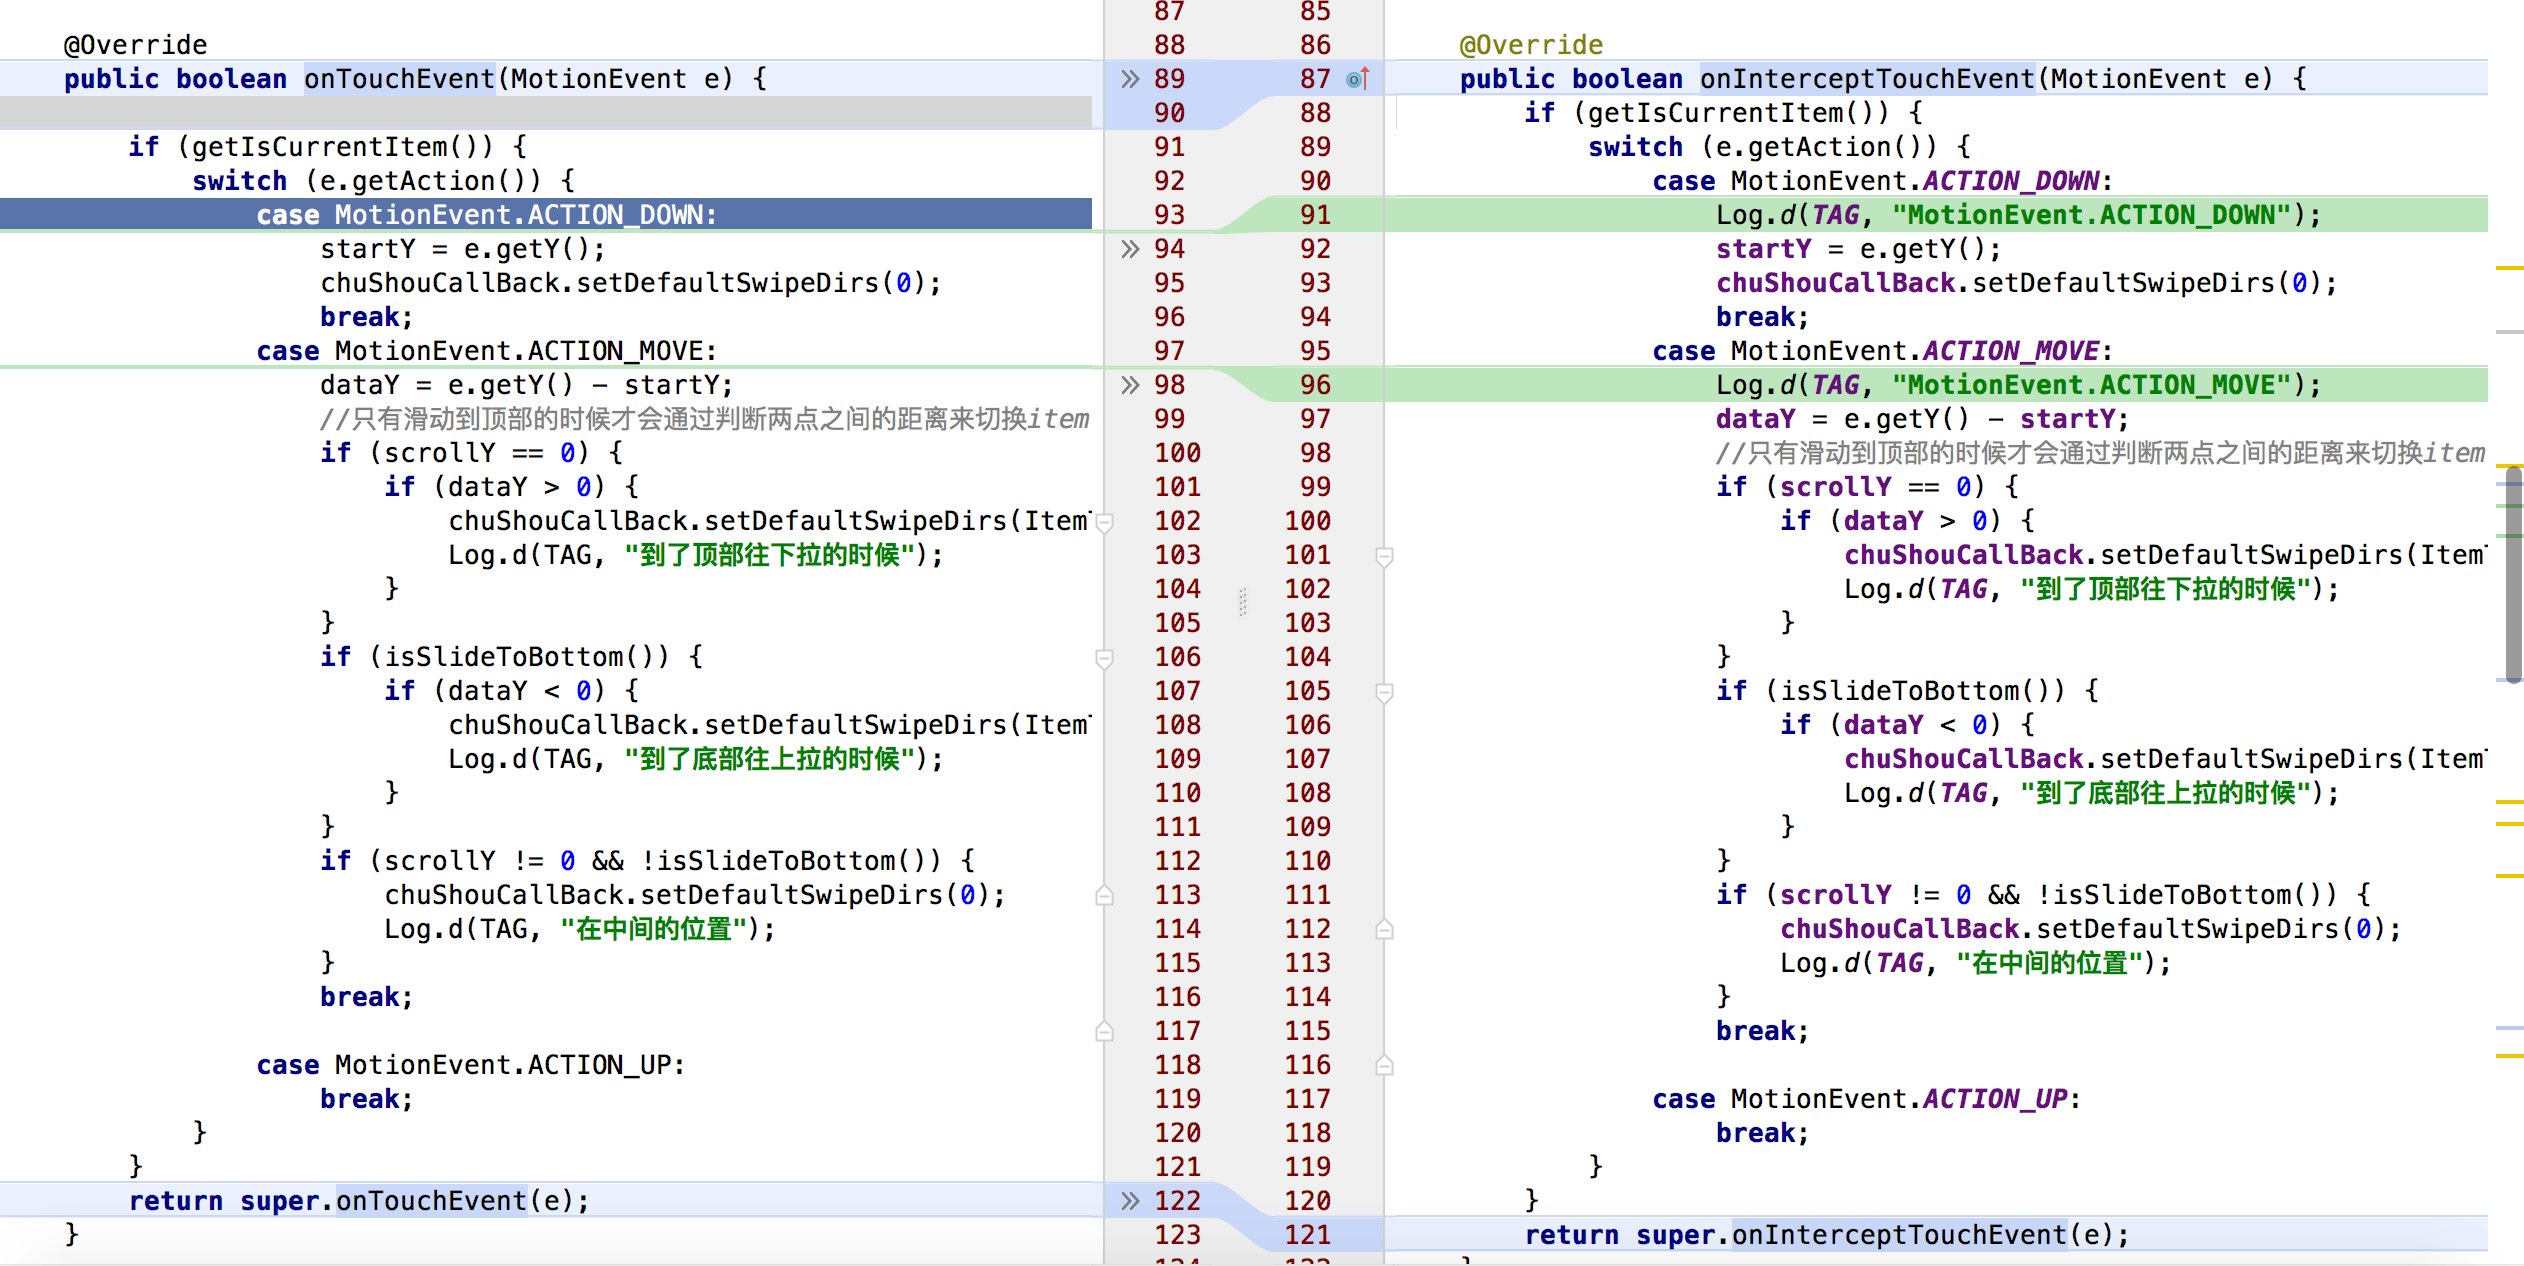 @Override
public boolean onTouchEvent(MotionEvent e) {
if (getIsCurrentItem()) {
switch (e.getAction()) {
case MotionEvent.ACTION_DOWN:
startY = e.getY();
chuShouCallBack.setDefaultSwipeDirs(0);
break;
case MotionEvent.ACTION_MOVE:
dataY = e.getY() - startY;
//只有滑动到顶部的时候才会通过判断两点之间的距离来切换item
if (scrollY == 0) {
if (dataY > 0) {
chuShouCallBack.setDefaultSwipeDirs(Item
Log.d(TAG, "到了顶部往下拉的时候");
}
}
if (isSlideToBottom()) {
if (dataY < 0) {
chuShouCallBack.setDefaultSwipeDirs(Item
Log.d(TAG, "到了底部往上拉的时候");
}
}
if (scrollY != 0 && !isSlideToBottom()) {
chuShouCallBack.setDefaultSwipeDirs(0);
Log.d(TAG, "在中间的位置");
}
break;
case MotionEvent.ACTION_UP:
break;
}
}
return super.onTouchEvent(e);
}
87 85
88 86
89 87
90 88
91 89
92 90
93 91
94 92
95 93
96 94
97 95
98 96
99 97
100 98
101 99
102 100
103 101
104 102
105 103
106 104
107 105
108 106
109 107
110 108
111 109
112 110
113 111
114 112
115 113
116 114
117 115
118 116
119 117
120 118
121 119
122 120
123 121
@Override
public boolean onInterceptTouchEvent(MotionEvent e) {
if (getIsCurrentItem()) {
switch (e.getAction()) {
case MotionEvent.ACTION_DOWN:
Log.d(TAG, "MotionEvent.ACTION_DOWN");
startY = e.getY();
chuShouCallBack.setDefaultSwipeDirs(0);
break;
case MotionEvent.ACTION_MOVE:
Log.d(TAG, "MotionEvent.ACTION_MOVE");
dataY = e.getY() - startY;
//只有滑动到顶部的时候才会通过判断两点之间的距离来切换item
if (scrollY == 0) {
if (dataY > 0) {
chuShouCallBack.setDefaultSwipeDirs(Item
Log.d(TAG, "到了顶部往下拉的时候");
}
}
if (isSlideToBottom()) {
if (dataY < 0) {
chuShouCallBack.setDefaultSwipeDirs(Item
Log.d(TAG, "到了底部往上拉的时候");
}
}
if (scrollY != 0 && !isSlideToBottom()) {
chuShouCallBack.setDefaultSwipeDirs(0);
Log.d(TAG, "在中间的位置");
}
break;
case MotionEvent.ACTION_UP:
break;
}
}
return super.onInterceptTouchEvent(e);